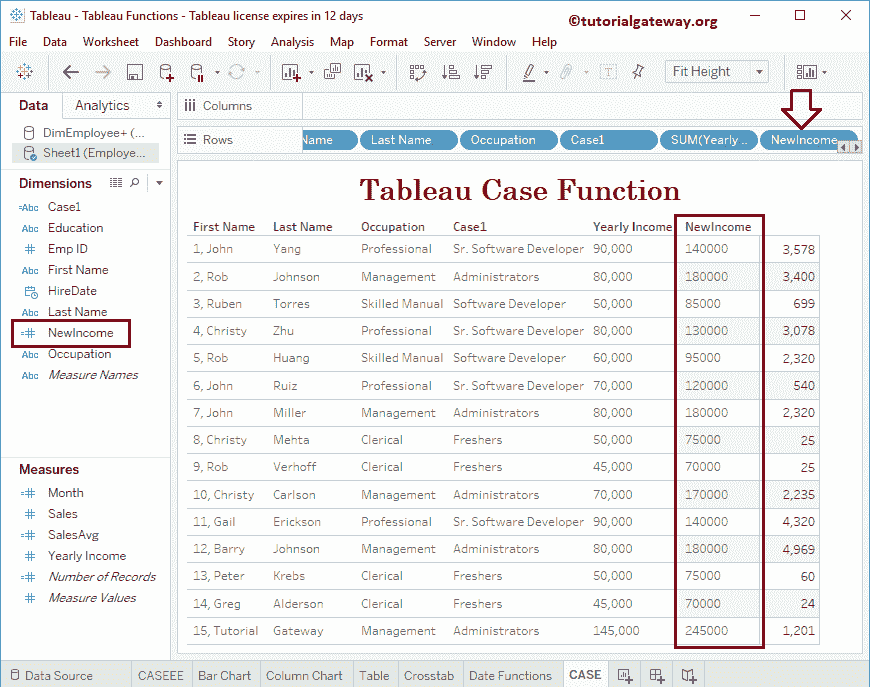 Tableau - Tableau Functions - Tableau license expires in 12 days
©tutorialgateway.org
File Data Worksheet Dashboard Story Analysis Map Format Server Window Help
Fit Height
Data Analytics
Columns
DimEmployee+ (...
Sheet1 (Employe...
Rows
Name Last Name Occupation Case1 SUM(Yearly .. NewIncome
Dimensions
Abc Case1
Abc Education
# Emp ID
Abc First Name
HireDate
Abc Last Name
# NewIncome
Abc Occupation
Abc Measure Names
Measures
# Month
# Sales
# SalesAvg
# Yearly Income
# Number of Records
# Measure Values
Tableau Case Function
First Name Last Name Occupation Case1 Yearly Income NewIncome
1, John Yang Professional Sr. Software Developer 90,000 140000 3,578
2, Rob Johnson Management Administrators 80,000 180000 3,400
3, Ruben Torres Skilled Manual Software Developer 50,000 85000 699
4, Christy Zhu Professional Sr. Software Developer 80,000 130000 3,078
5, Rob Huang Skilled Manual Software Developer 60,000 95000 2,320
6, John Ruiz Professional Sr. Software Developer 70,000 120000 540
7, John Miller Management Administrators 80,000 180000 2,320
8, Christy Mehta Clerical Freshers 50,000 75000 25
9, Rob Verhoff Clerical Freshers 45,000 70000 25
10, Christy Carlson Management Administrators 70,000 170000 2,235
11, Gail Erickson Professional Sr. Software Developer 90,000 140000 4,320
12, Barry Johnson Management Administrators 80,000 180000 4,969
13, Peter Krebs Clerical Freshers 50,000 75000 60
14, Greg Alderson Clerical Freshers 45,000 70000 24
15, Tutorial Gateway Management Administrators 145,000 245000 1,201
Data Source CASEEE Bar Chart Column Chart Table Crosstab Date Functions CASE